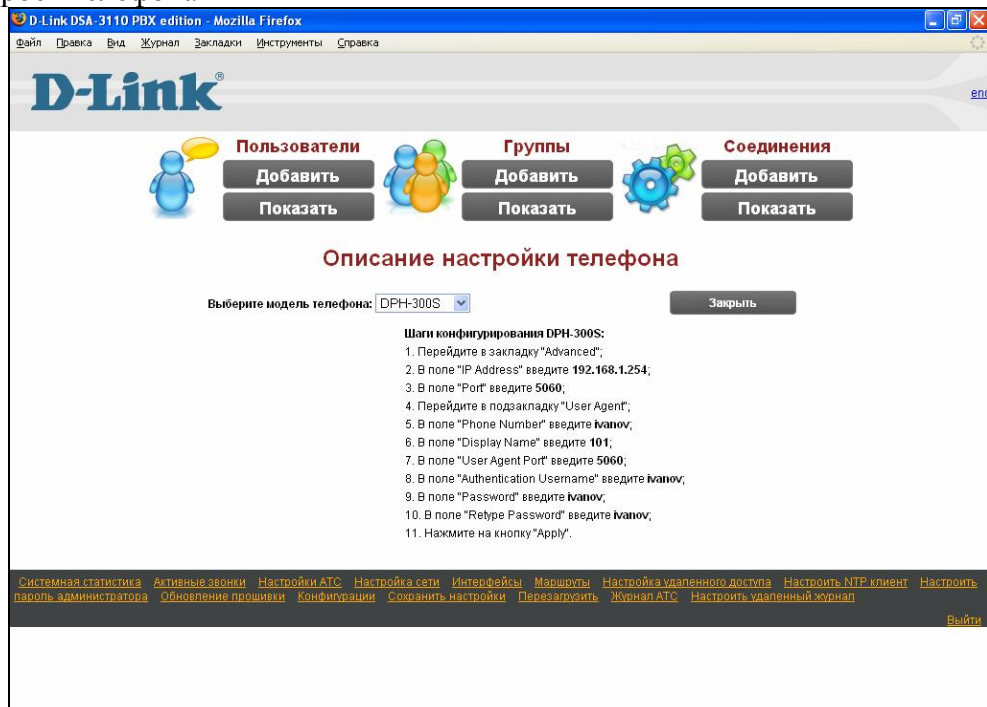 D-Link DSA-3110 PBX edition - Mozilla Firefox
Файл Правка Вид Журнал Закладки Инструменты Справка
D-Link®
Пользователи
Добавить
Показать
Группы
Добавить
Показать
Соединения
Добавить
Показать
Описание настройки телефона
Выберите модель телефона: DPH-300S
Закрыть
Шаги конфигурирования DPH-300S:
1. Перейдите в закладку "Advanced";
2. В поле "IP Address" введите 192.168.1.254;
3. В поле "Port" введите 5060;
4. Перейдите в подзакладку "User Agent";
5. В поле "Phone Number" введите ivanov;
6. В поле "Display Name" введите 101;
7. В поле "User Agent Port" введите 5060;
8. В поле "Authentication Username" введите ivanov;
9. В поле "Password" введите ivanov;
10. В поле "Retype Password" введите ivanov;
11. Нажмите на кнопку "Apply".
Системная статистика Активные звонки Настройки АТС Настройка сети Интерфейсы Маршруты Настройка удаленного доступа Настроить NTP клиент Настроить
пароль администратора Обновление прошивки Конфигурации Сохранить настройки Перезагрузить Журнал АТС Настроить удаленный журнал
Выйти